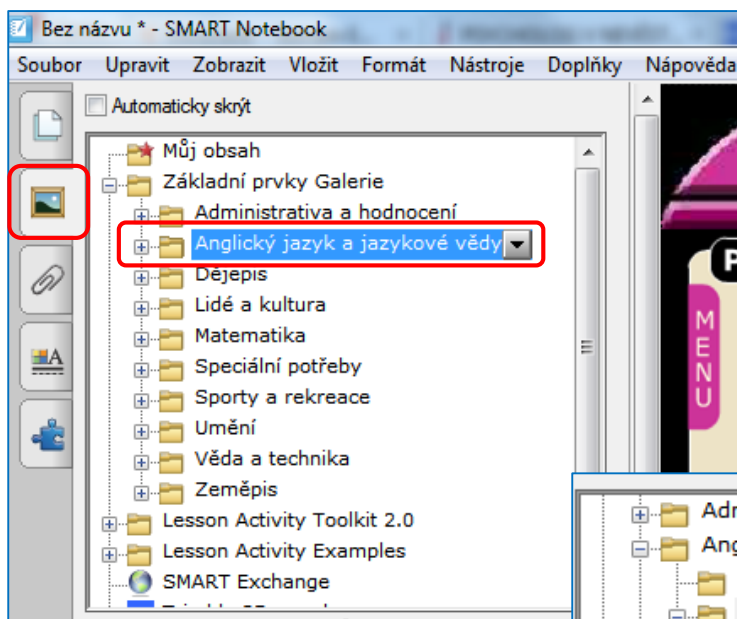 Bez názvu * - SMART Notebook
Soubor Upravit Zobrazit Vložit Formát Nástroje Doplňky Nápověda
Automaticky skrýt
Můj obsah
Základní prvky Galerie
Administrativa a hodnocení
Anglický jazyk a jazykové vědy
Dějepis
Lidé a kultura
Matematika
Speciální potřeby
Sporty a rekreace
Umění
Věda a technika
Zeměpis
Lesson Activity Toolkit 2.0
Lesson Activity Examples
SMART Exchange
P
MENU
Adm
Ang